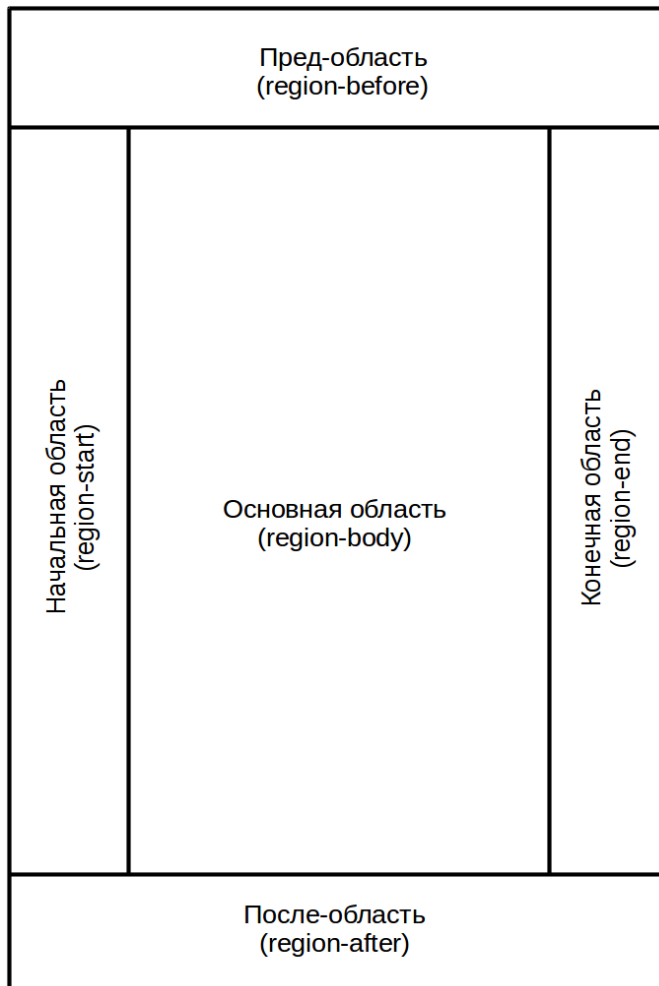 Пред-область
(region-before)
Начальная область
(region-start)
Основная область
(region-body)
Конечная область
(region-end)
После-область
(region-after)